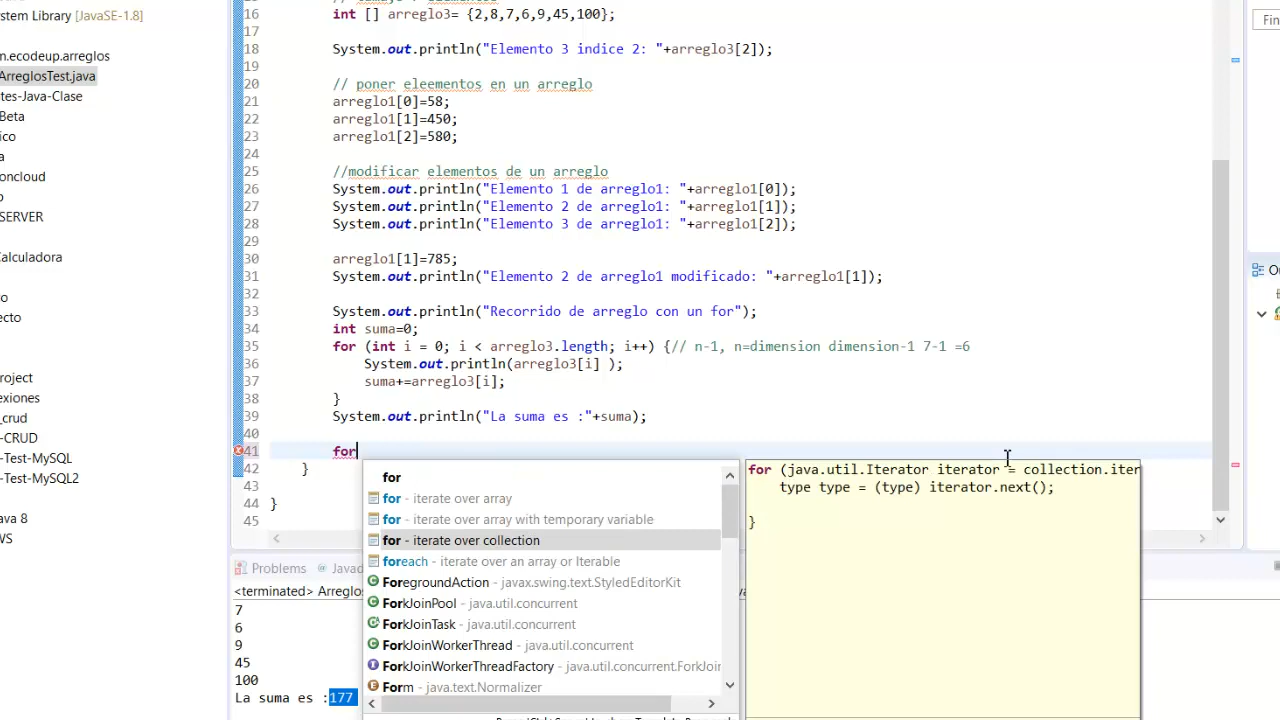 ystem Library [JavaSE-1.8]
m.ecodeup.arreglos
ArreglosTest.java
tes-Java-Clase
Beta
ico
a
oncloud
o
SERVER
Calculadora
o
ecto
roject
exiones
_crud
-CRUD
-Test-MySQL
-Test-MySQL2
ava 8
WS
16 int [] arreglo3= {2,8,7,6,9,45,100};
17
18 System.out.println("Elemento 3 indice 2: "+arreglo3[2]);
19
20 // poner eleementos en un arreglo
21 arreglo1[0]=58;
22 arreglo1[1]=450;
23 arreglo1[2]=580;
24
25 //modificar elementos de un arreglo
26 System.out.println("Elemento 1 de arreglo1: "+arreglo1[0]);
27 System.out.println("Elemento 2 de arreglo1: "+arreglo1[1]);
28 System.out.println("Elemento 3 de arreglo1: "+arreglo1[2]);
29
30 arreglo1[1]=785;
31 System.out.println("Elemento 2 de arreglo1 modificado: "+arreglo1[1]);
32
33 System.out.println("Recorrido de arreglo con un for");
34 int suma=0;
35 for (int i = 0; i < arreglo3.length; i++) {// n-1, n=dimension dimension-1 7-1 =6
36 System.out.println(arreglo3[i] );
37 suma+=arreglo3[i];
38 }
39 System.out.println("La suma es :"+suma);
40
41 for
42 }
43
44 }
45
for
for - iterate over array
for - iterate over array with temporary variable
for - iterate over collection
foreach - iterate over an array or Iterable
ForegroundAction - javax.swing.text.StyledEditorKit
ForkJoinPool - java.util.concurrent
ForkJoinTask - java.util.concurrent
ForkJoinWorkerThread - java.util.concurrent
ForkJoinWorkerThreadFactory - java.util.concurrent.ForkJoir
Form - java.text.Normalizer
for (java.util.Iterator iterator = collection.iter
type type = (type) iterator.next();
}
Problems Javad
<terminated> Arreglos
7
6
9
45
100
La suma es :177
Fin
Ou